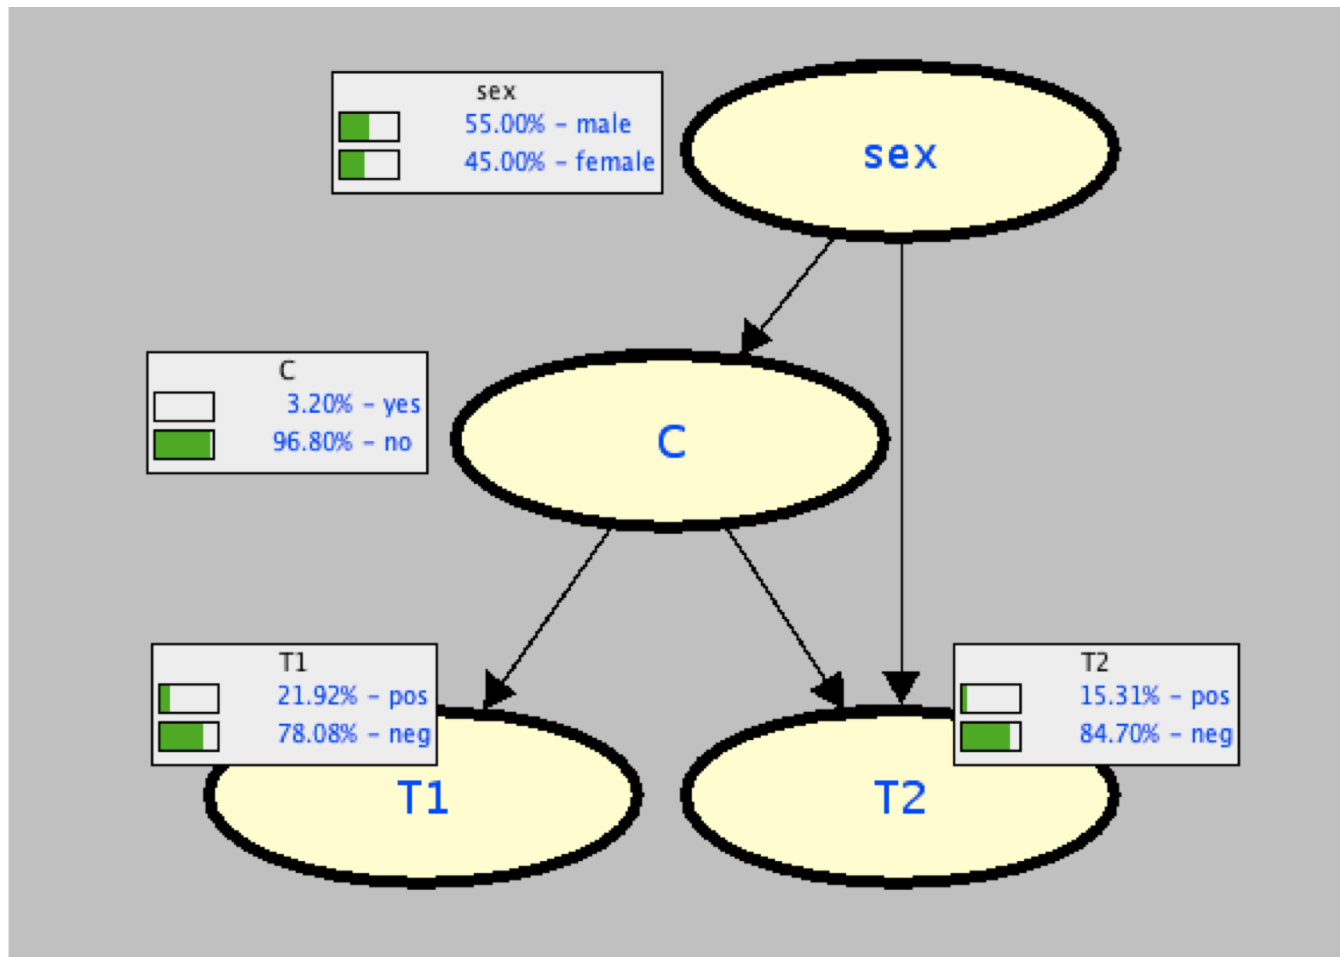 sex
55.00% – male
45.00% – female
sex
C
3.20% – yes
96.80% – no
C
T1
21.92% – pos
78.08% – neg
T1
T2
15.31% – pos
84.70% – neg
T2